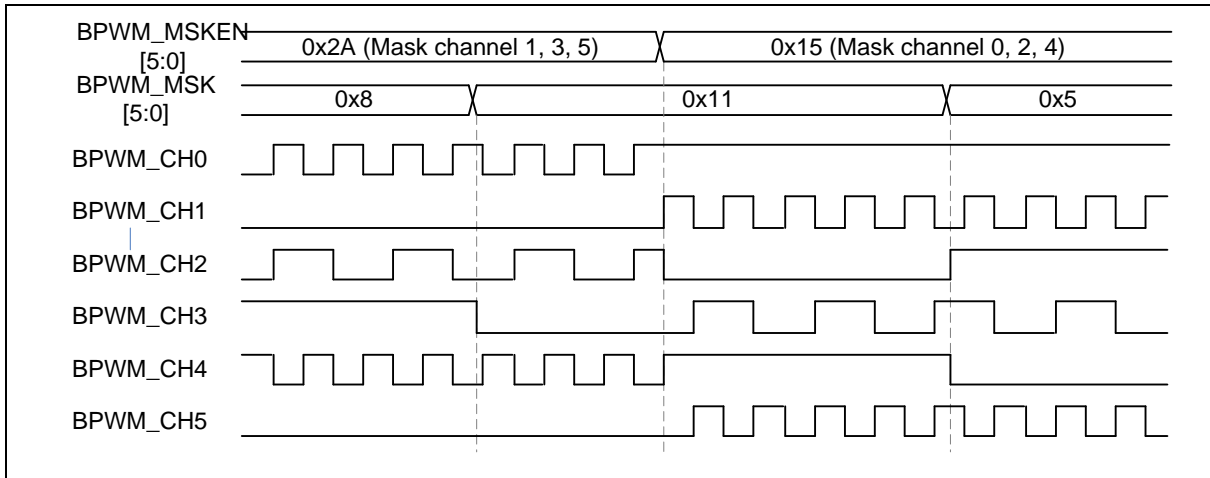 BPWM_MSKEN
[5:0]
0x2A (Mask channel 1, 3, 5)
0x15 (Mask channel 0, 2, 4)
BPWM_MSK
[5:0]
0x8
0x11
0x5
BPWM_CH0
BPWM_CH1
BPWM_CH2
BPWM_CH3
BPWM_CH4
BPWM_CH5